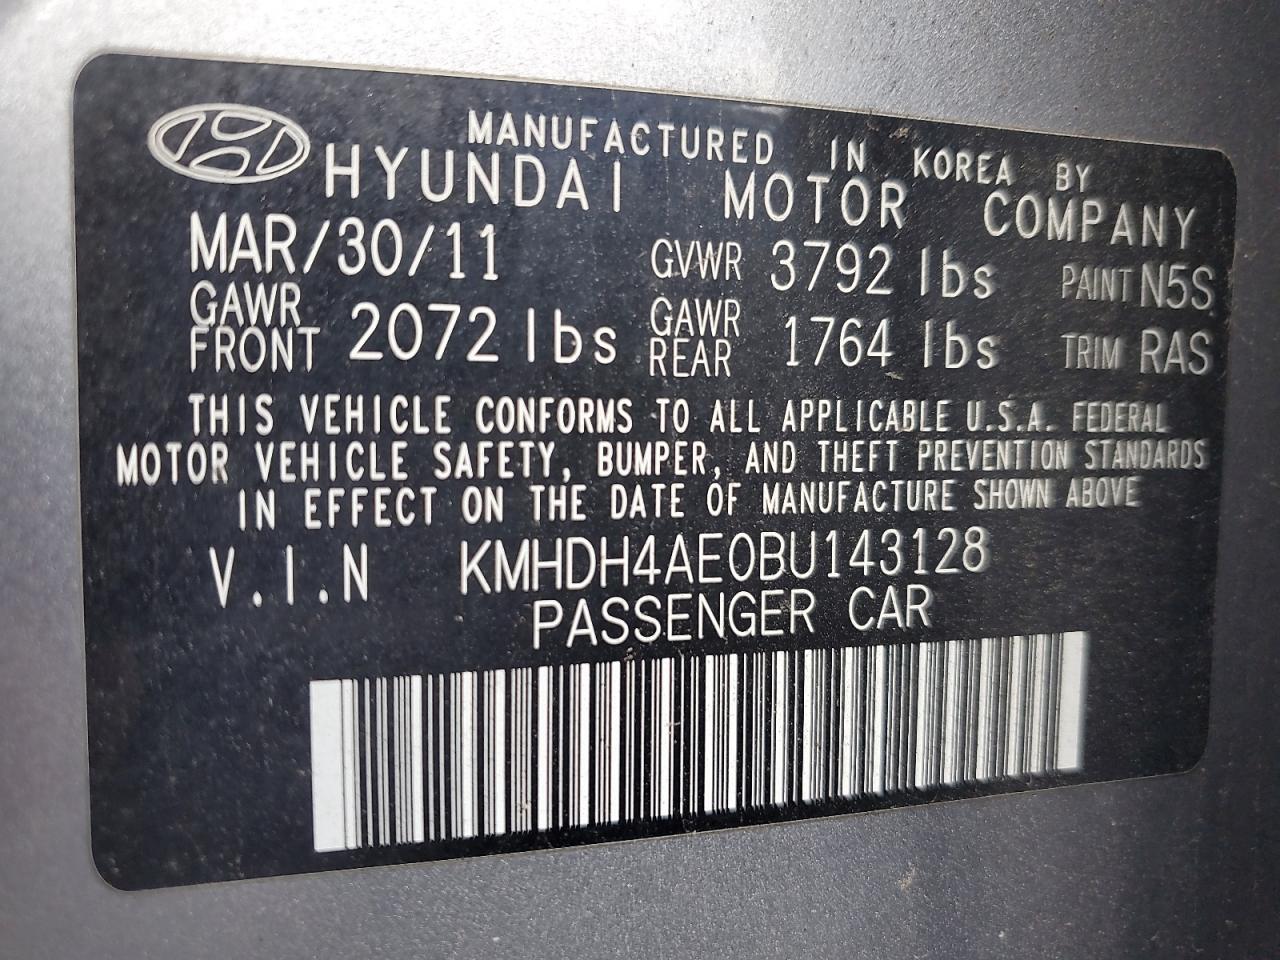 MANUFACTURED IN KOREA BY
HYUNDAI MOTOR COMPANY
MAR/30/11 GVWR 3792 lbs PAINT N5S
GAWR FRONT 2072 lbs GAWR REAR 1764 lbs TRIM RAS
THIS VEHICLE CONFORMS TO ALL APPLICABLE U.S.A. FEDERAL
MOTOR VEHICLE SAFETY, BUMPER, AND THEFT PREVENTION STANDARDS
IN EFFECT ON THE DATE OF MANUFACTURE SHOWN ABOVE
V.I.N KMHDH4AE0BU143128
PASSENGER CAR